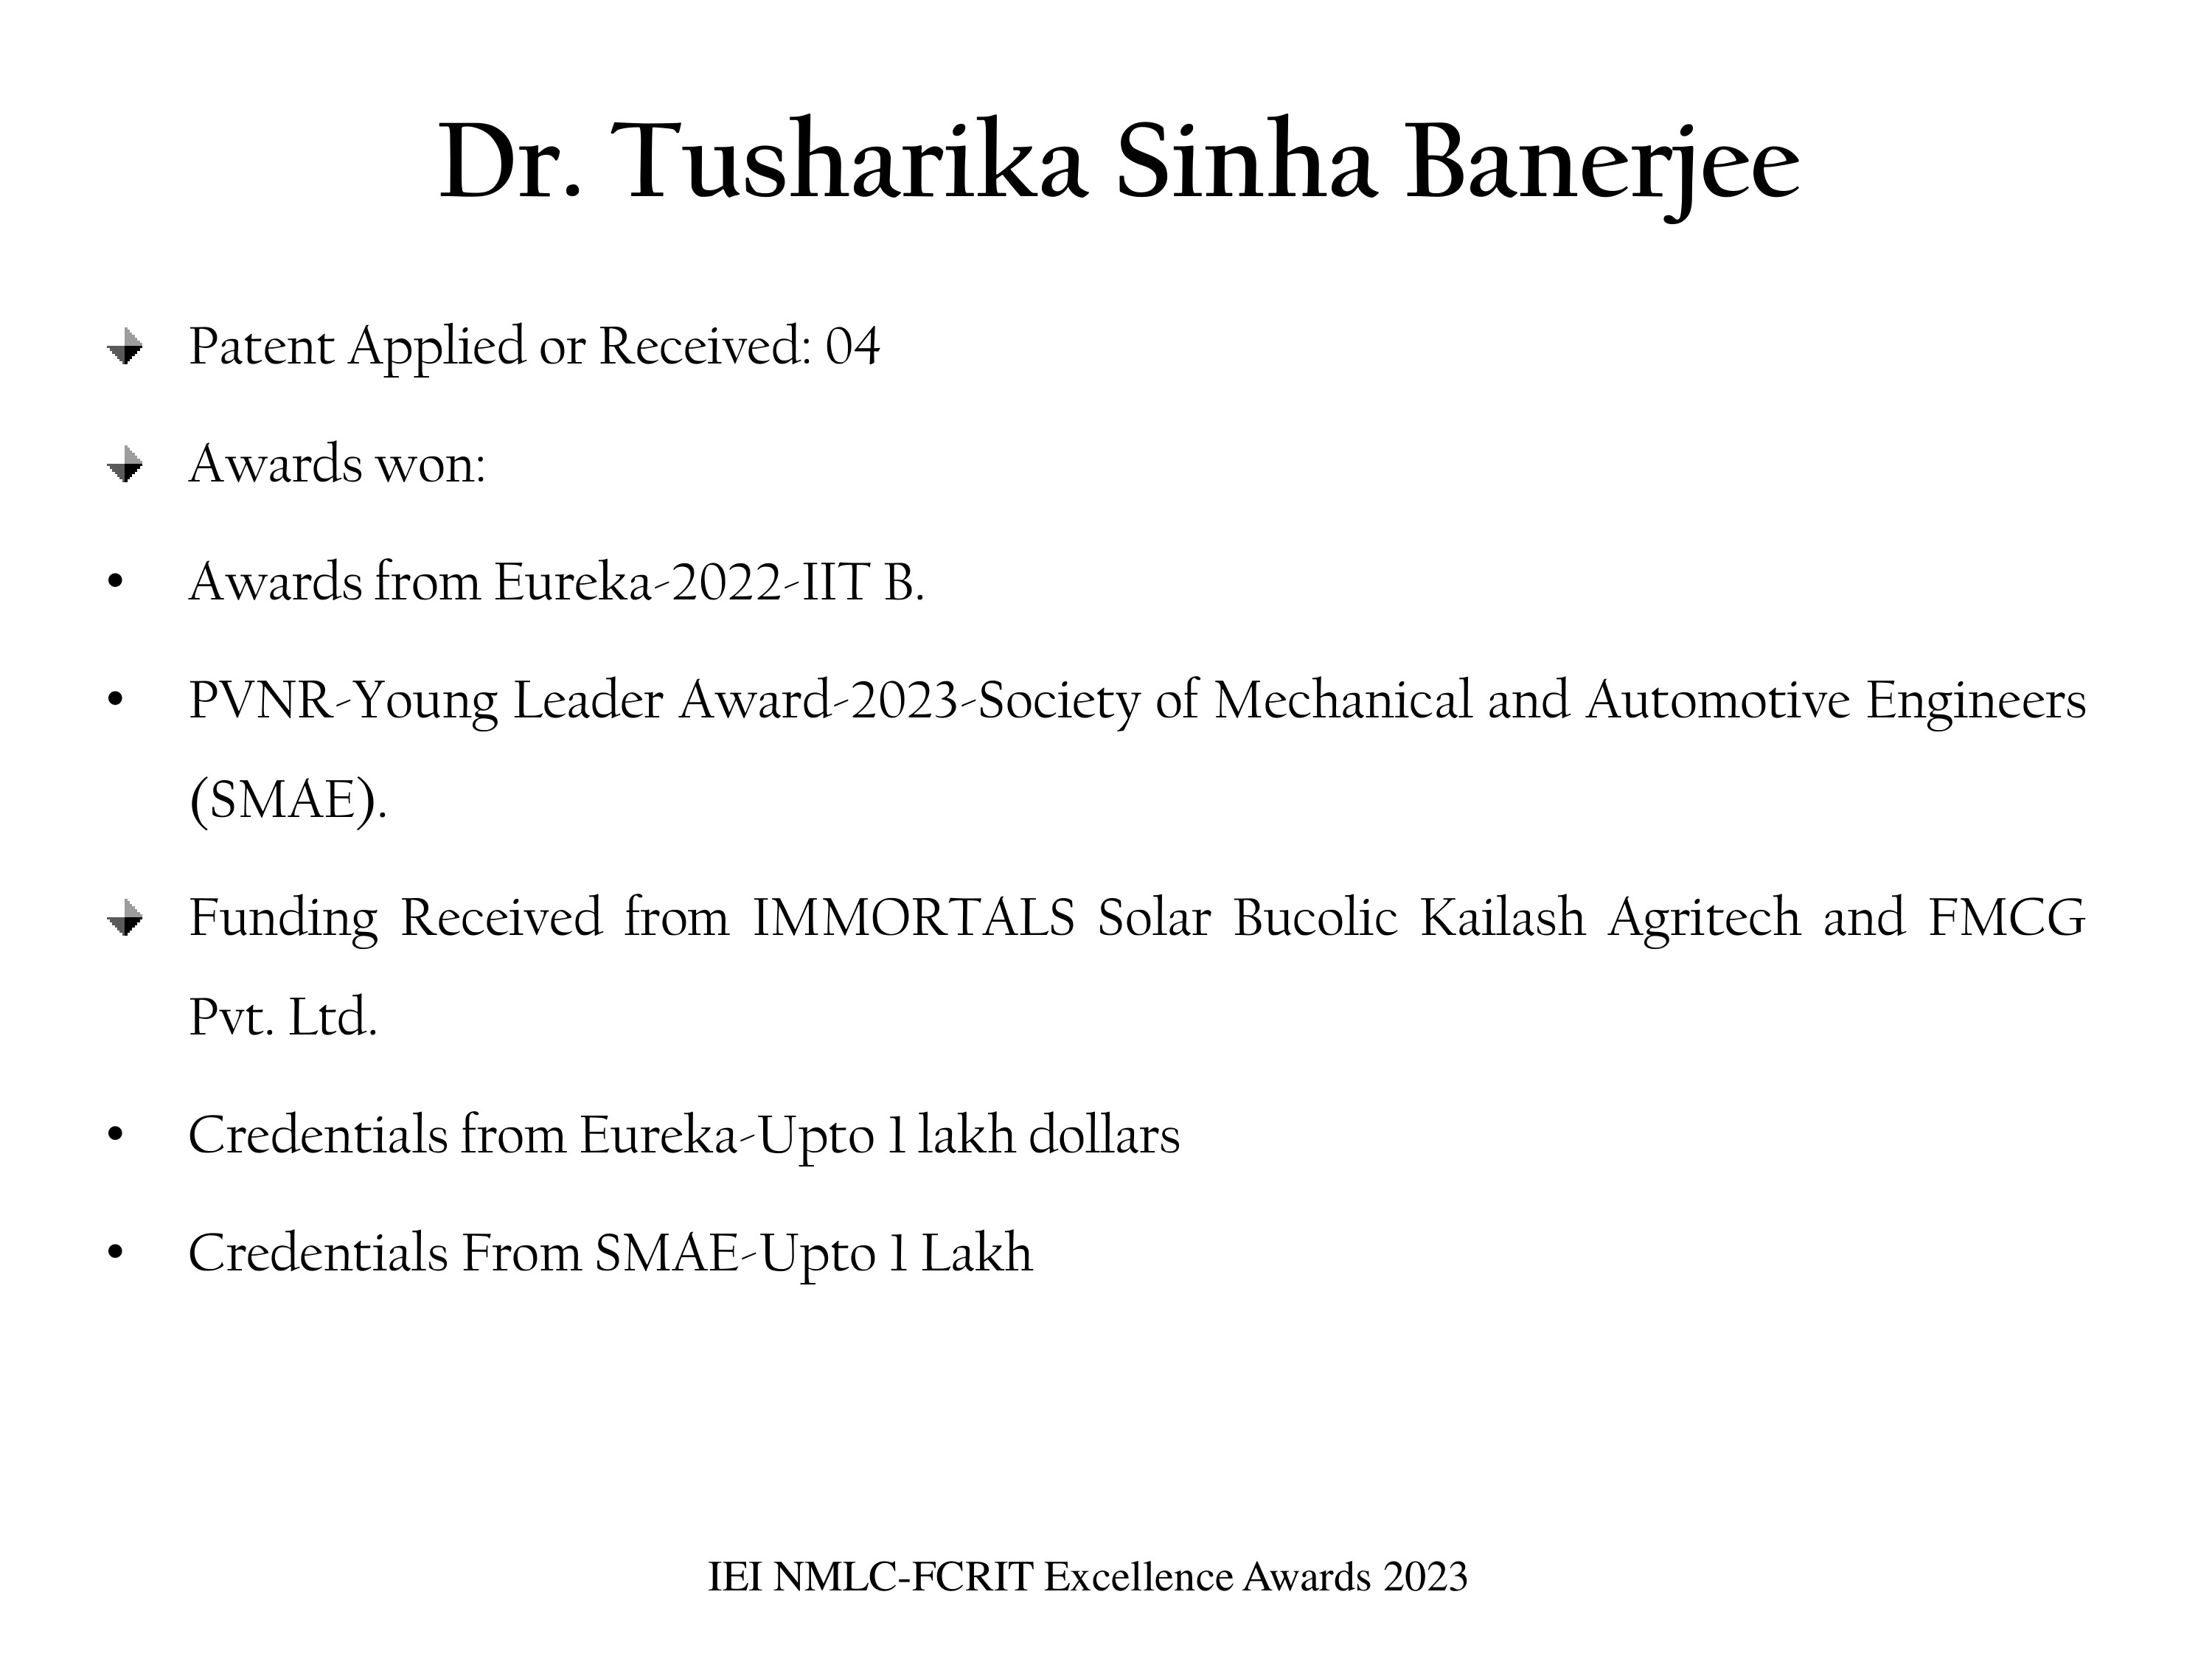 Dr. Tusharika Sinha Banerjee
Patent Applied or Received: 04
Awards won:
• Awards from Eureka-2022-IIT B.
• PVNR-Young Leader Award-2023-Society of Mechanical and Automotive Engineers
(SMAE).
Funding Received from IMMORTALS Solar Bucolic Kailash Agritech and FMCG
Pvt. Ltd.
• Credentials from Eureka-Upto 1 lakh dollars
• Credentials From SMAE-Upto 1 Lakh
IEI NMLC-FCRIT Excellence Awards 2023